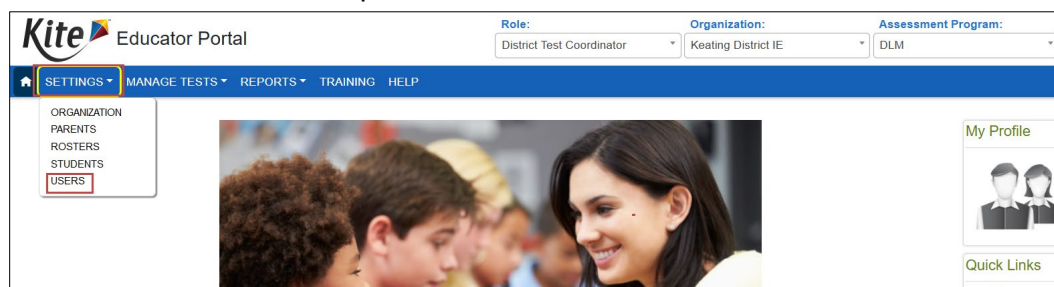 Kite Educator Portal
Role:
District Test Coordinator
Organization:
Keating District IE
Assessment Program:
DLM
SETTINGS MANAGE TESTS REPORTS TRAINING HELP
ORGANIZATION
PARENTS
ROSTERS
STUDENTS
USERS
My Profile
Quick Links